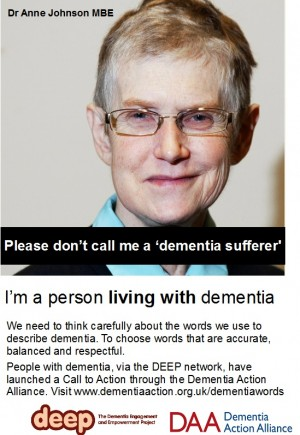 Dr Anne Johnson MBE
Please don't call me a ‘dementia sufferer'
I'm a person living with dementia
We need to think carefully about the words we use to
describe dementia. To choose words that are accurate,
balanced and respectful.
People with dementia, via the DEEP network, have
launched a Call to Action through the Dementia Action
Alliance. Visit www.dementiaaction.org.uk/dementiawords
deep
The Dementia Engagement
and Empowerment Project
DAA
Dementia
Action Alliance